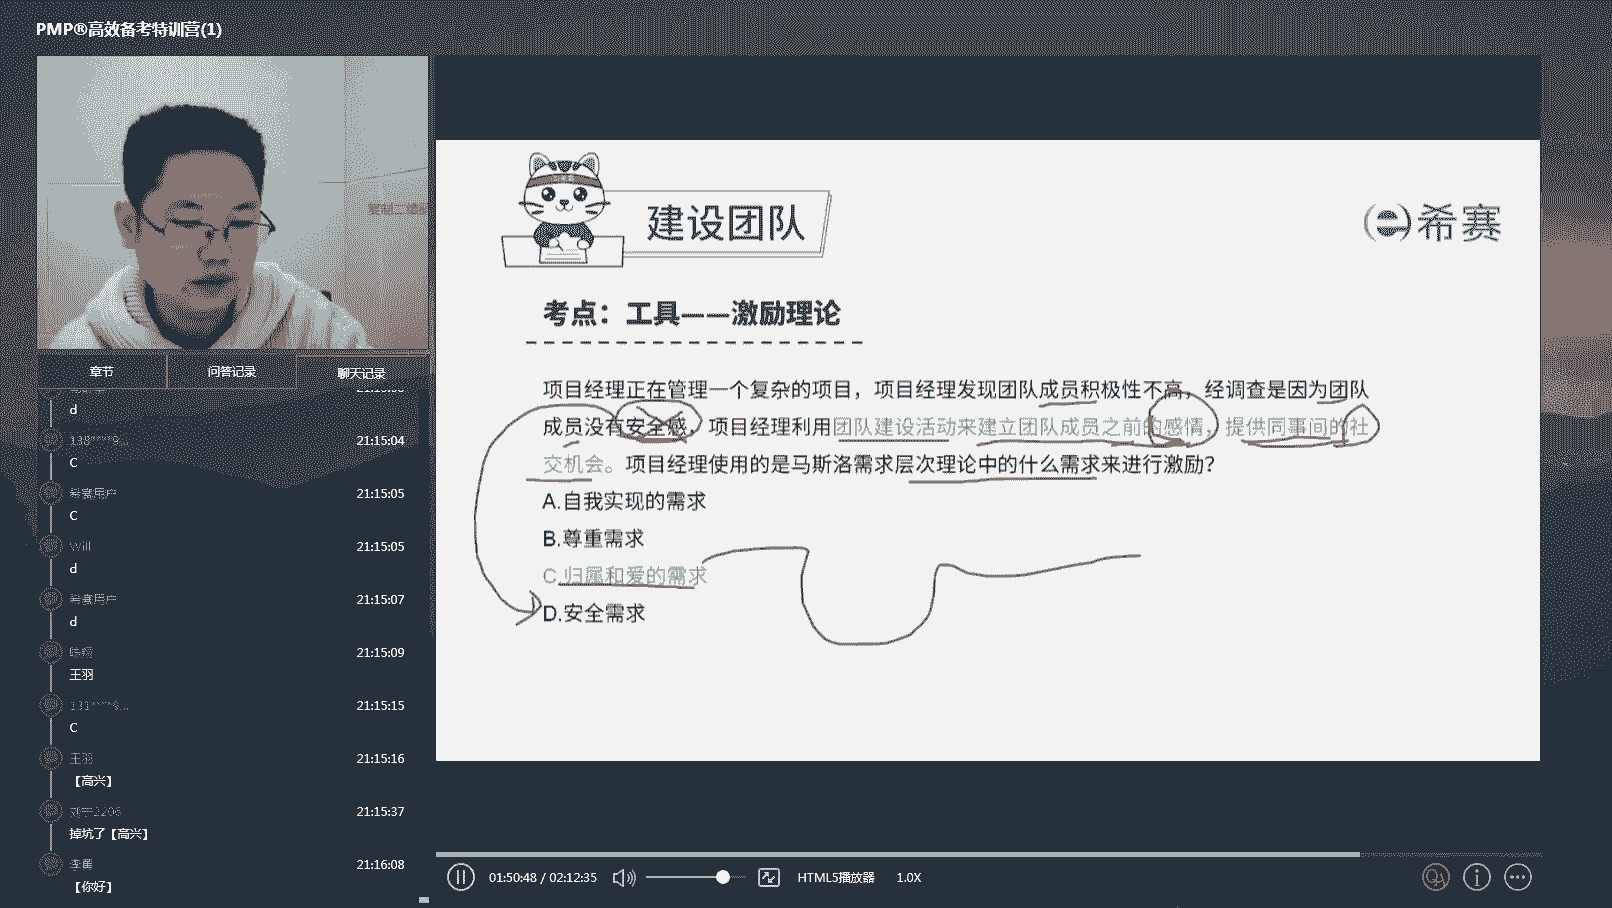 PMP®高效备考特训营(1)
章节
问答记录
聊天记录
d
138****9...
21:15:04
C
希赛用户
21:15:05
C
Will
21:15:05
d
希赛用户
21:15:07
d
21:15:09
王羽
131****9...
21:15:15
C
王羽
21:15:16
【高兴】
21:15:37
掉坑了【高兴】
李勇
21:16:08
【你好】
建设团队
希赛
考点：工具——激励理论
项目经理正在管理一个复杂的项目，项目经理发现团队成员积极性不高，经调查是因为团队
成员没有安全感，项目经理利用团队建设活动来建立团队成员之前的感情，提供同事间的社
交机会。项目经理使用的是马斯洛需求层次理论中的什么需求来进行激励？
A.自我实现的需求
B.尊重需求
C.归属和爱的需求
D.安全需求
01:50:48 / 02:12:35
HTML5播放器
1.0X